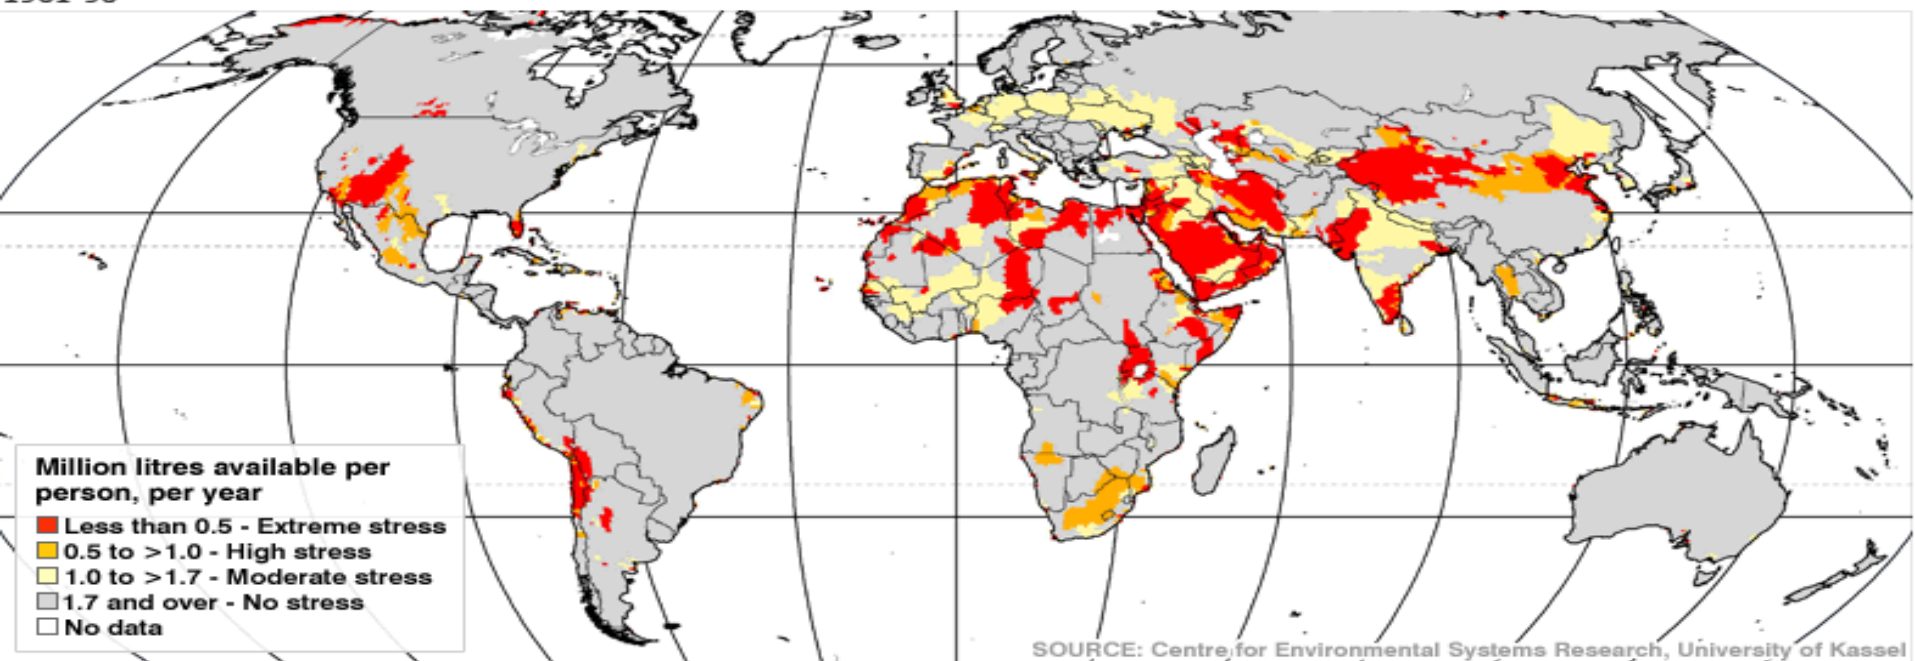 Million litres available per
person, per year
Less than 0.5 - Extreme stress
0.5 to >1.0 - High stress
1.0 to >1.7 - Moderate stress
1.7 and over - No stress
No data
SOURCE: Centre for Environmental Systems Research, University of Kassel